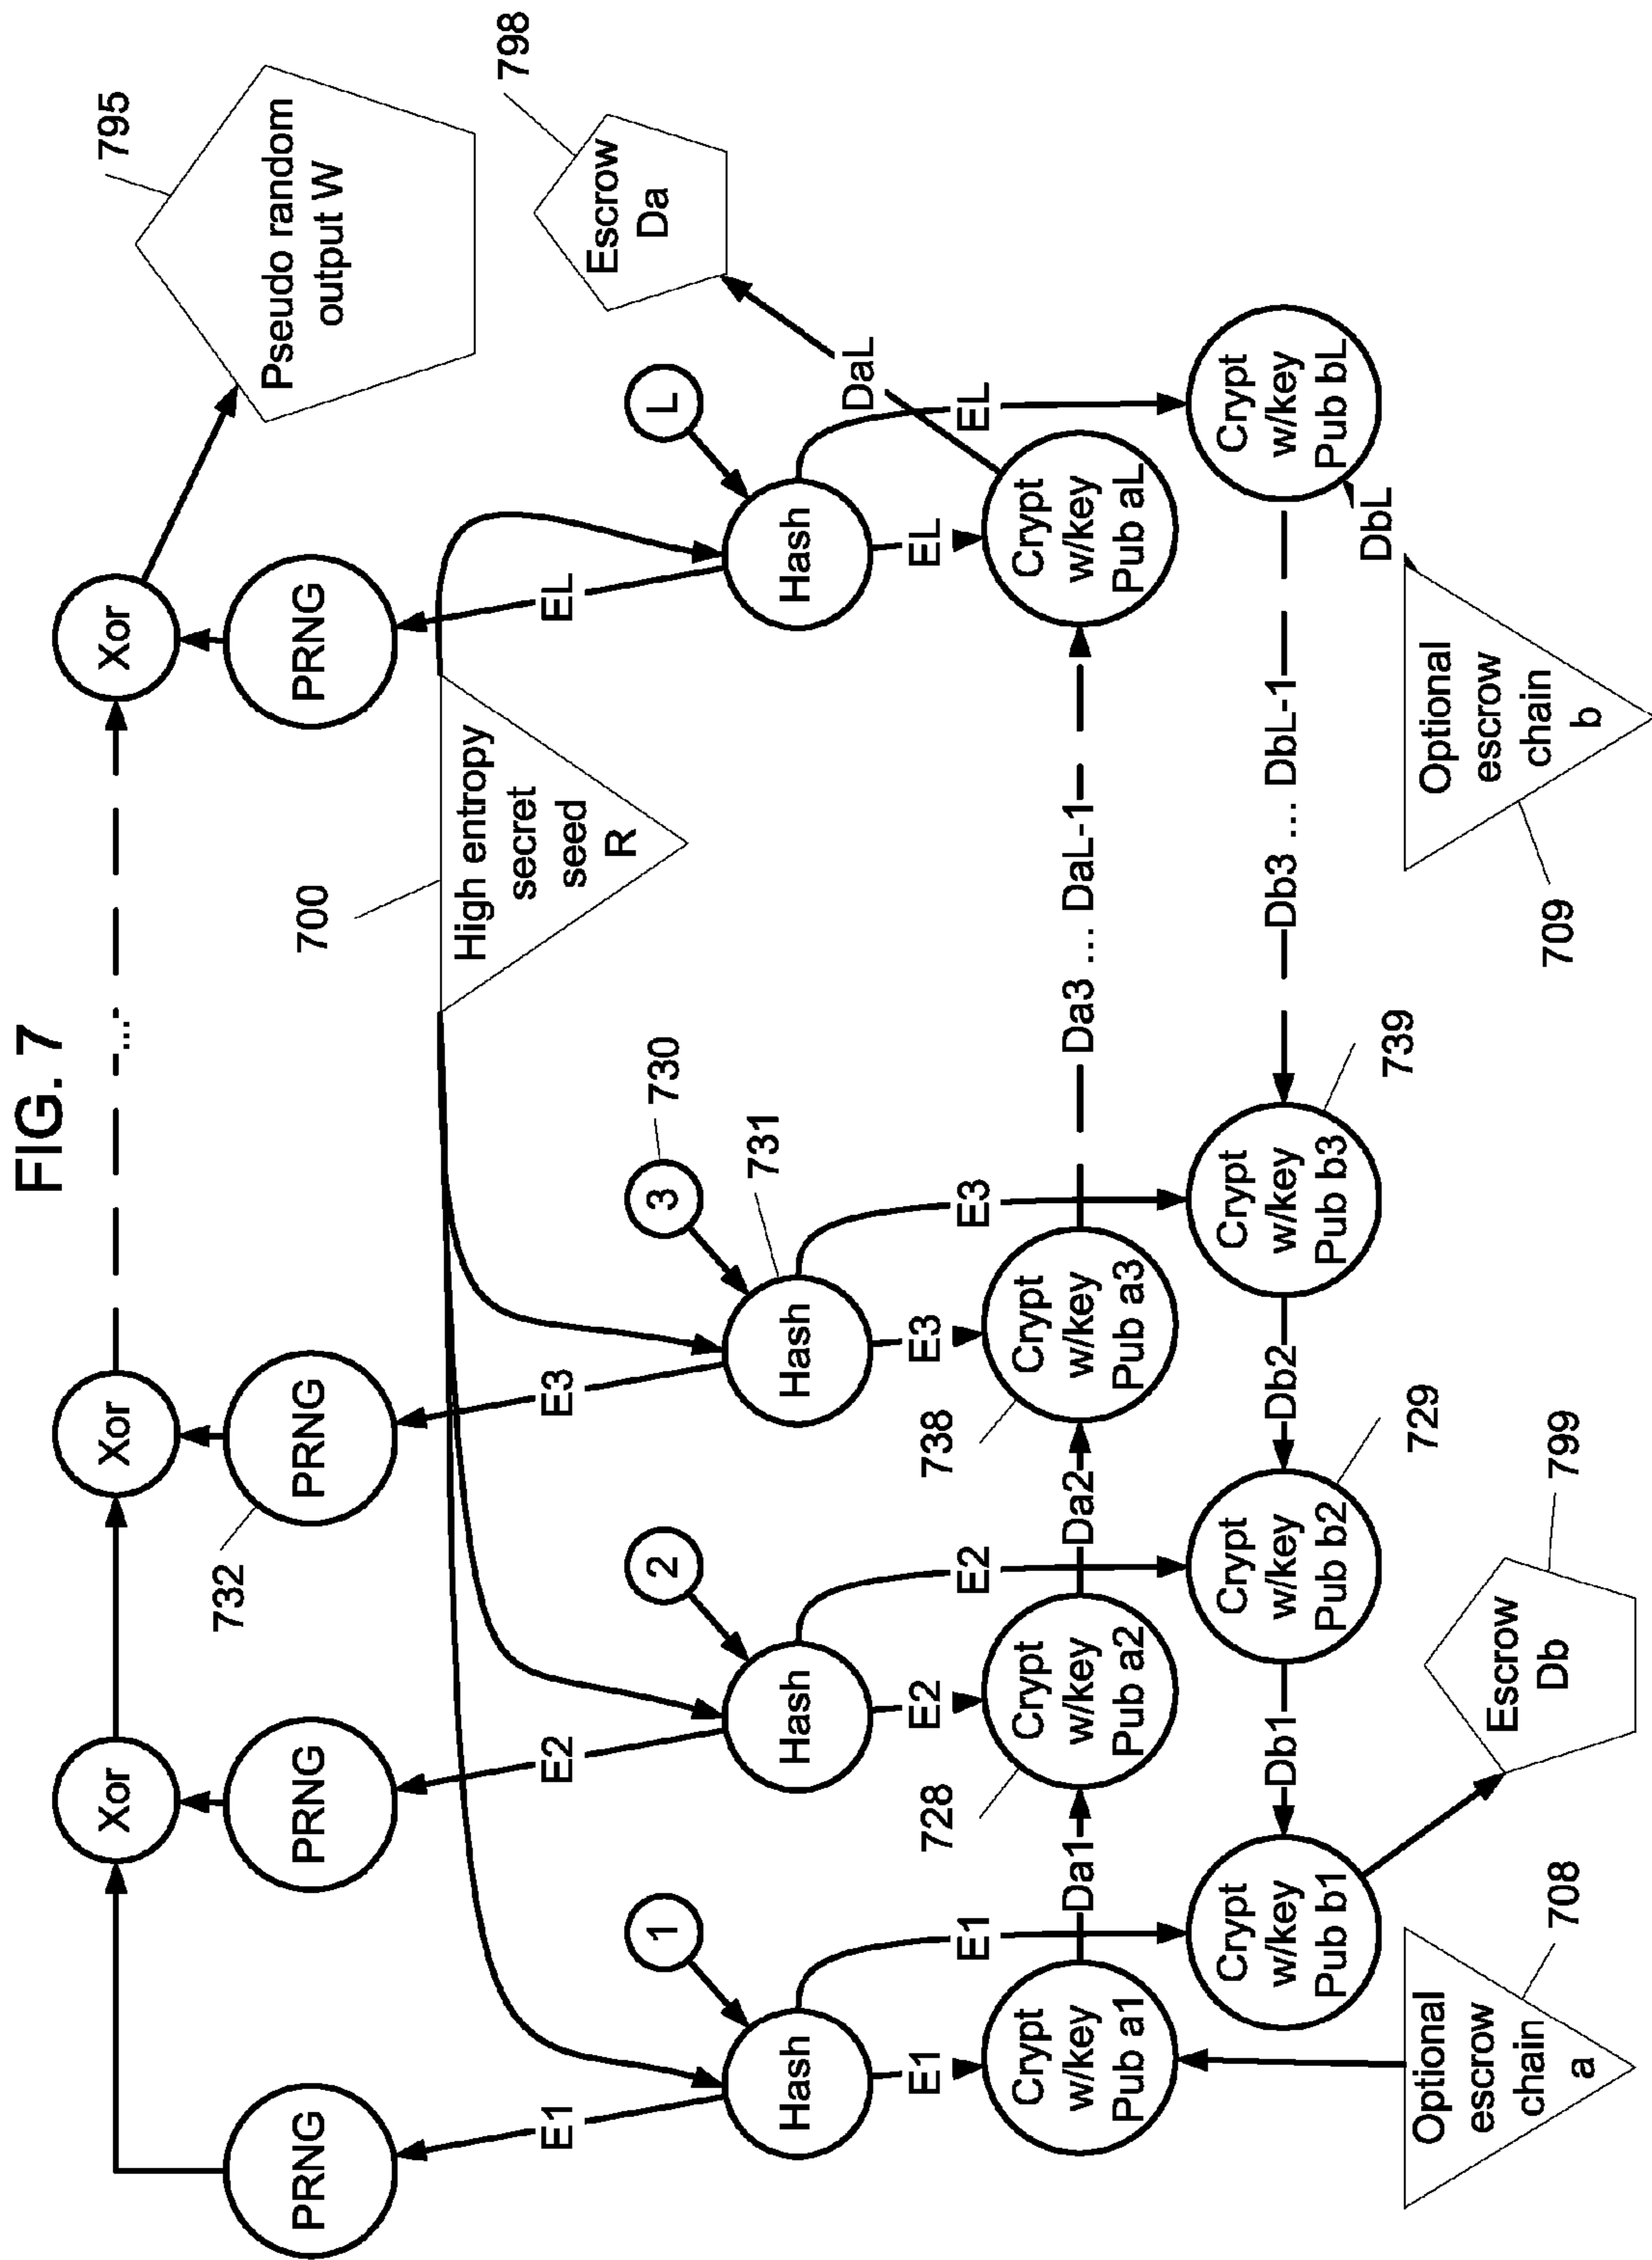 FIG. 7
Xor
Xor
...
Xor
795
Pseudo random
output W
PRNG
PRNG
732
PRNG
PRNG
798
Escrow
Da
700
High entropy
secret
seed
R
E1
E2
E3
EL
1
2
3
730
L
Hash
Hash
Hash
731
Hash
DaL
E1
E1
E2
E2
E3
E3
EL
EL
Crypt
w/key
Pub a1
Da1
728
Crypt
w/key
Pub a2
Da2
738
Crypt
w/key
Pub a3
Da3 ... DaL-1
Crypt
w/key
Pub aL
Crypt
w/key
Pub b1
Db1
Crypt
w/key
Pub b2
729
Db2
Crypt
w/key
Pub b3
739
Db3 ... DbL-1
Crypt
w/key
Pub bL
DbL
Optional
escrow
chain
a
708
Escrow
Db
799
Optional
escrow
chain
b
709